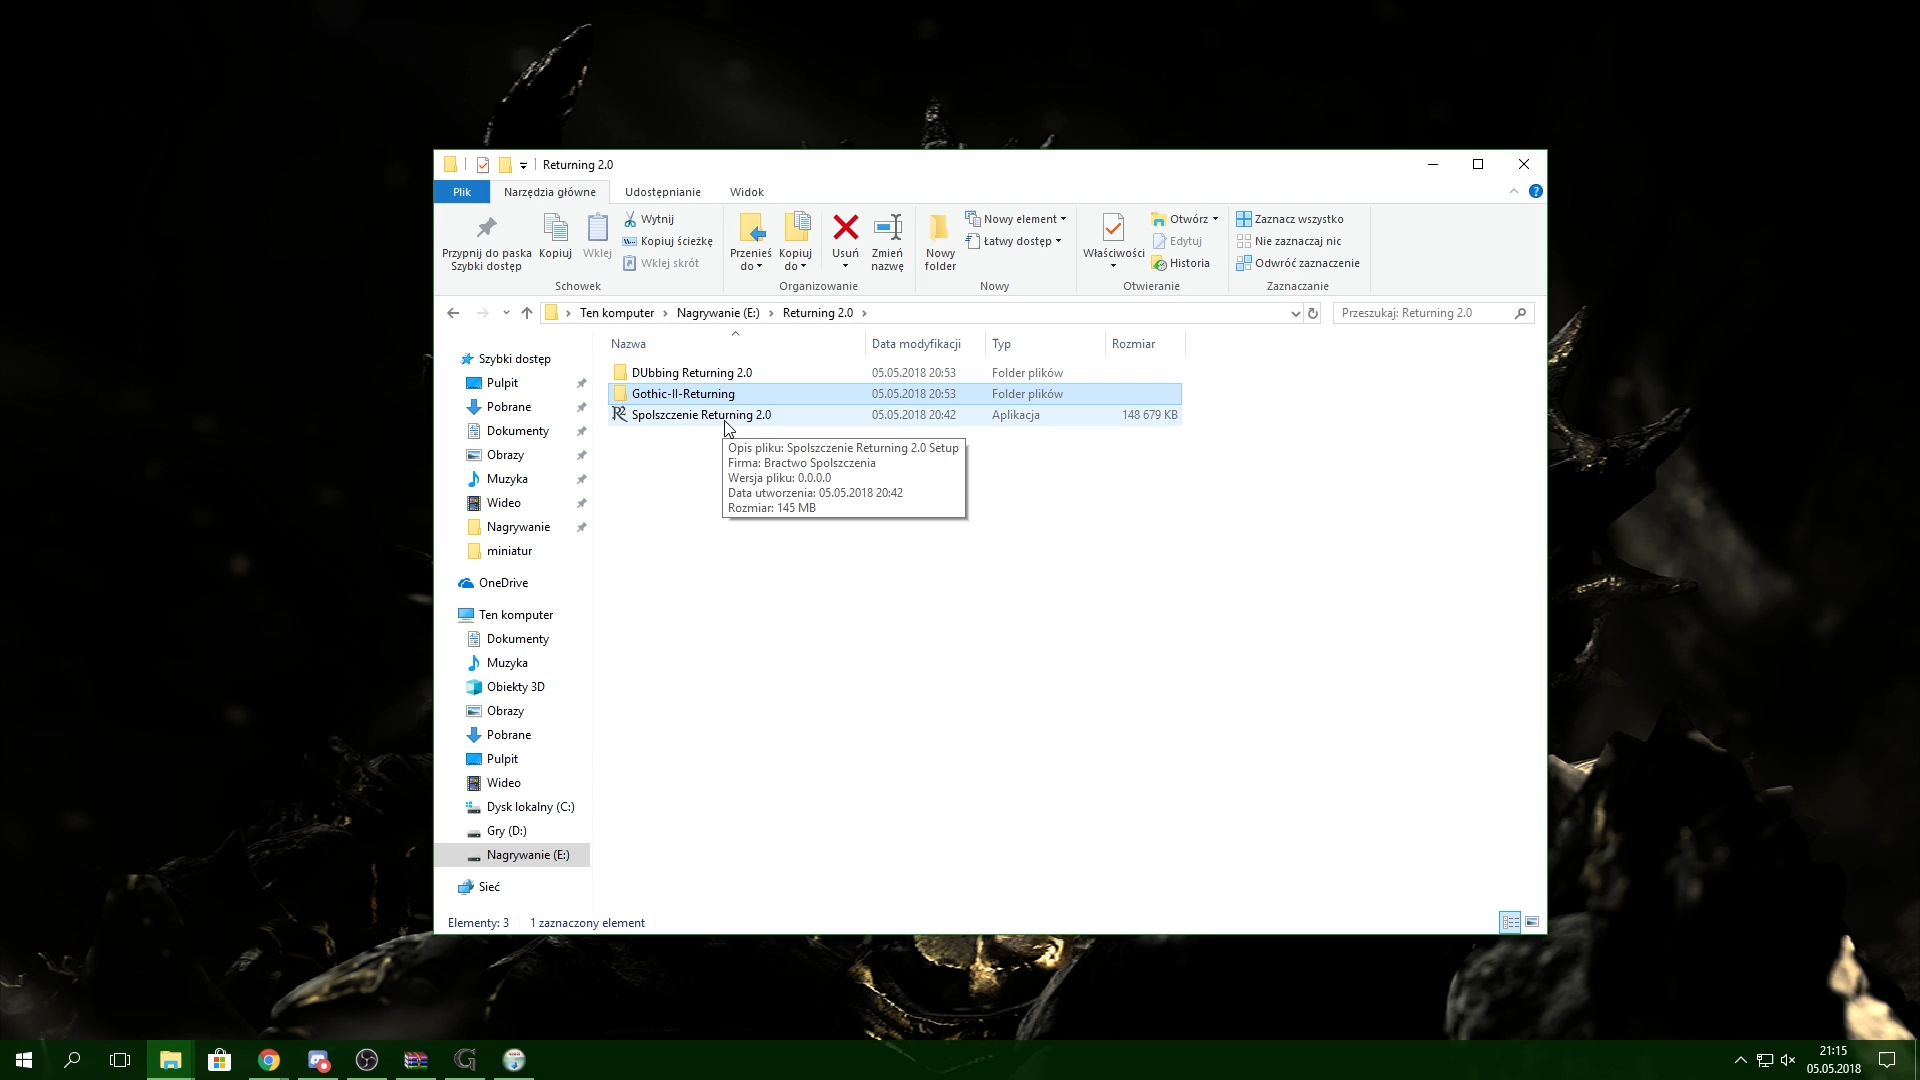 Returning 2.0
Plik
Narzędzia główne
Udostępnianie
Widok
Przypnij do paska
Szybki dostęp
Kopiuj
Wklej
Wytnij
Kopiuj ścieżkę
Wklej skrót
Schowek
Przenieś
do
Kopiuj
do
Usuń
Zmień
nazwę
Organizowanie
Nowy
folder
Nowy element
Łatwy dostęp
Nowy
Właściwości
Otwórz
Edytuj
Historia
Otwieranie
Zaznacz wszystko
Nie zaznaczaj nic
Odwróć zaznaczenie
Zaznaczanie
Ten komputer
Nagrywanie (E:)
Returning 2.0
Przeszukaj: Returning 2.0
Nazwa
Data modyfikacji
Typ
Rozmiar
DUbbing Returning 2.0 05.05.2018 20:53 Folder plików
Gothic-II-Returning 05.05.2018 20:53 Folder plików
Spolszczenie Returning 2.0 05.05.2018 20:42 Aplikacja 148 679 KB
Opis pliku: Spolszczenie Returning 2.0 Setup
Firma: Bractwo Spolszczenia
Wersja pliku: 0.0.0.0
Data utworzenia: 05.05.2018 20:42
Rozmiar: 145 MB
Szybki dostęp
Pulpit
Pobrane
Dokumenty
Obrazy
Muzyka
Wideo
Nagrywanie
miniatur
OneDrive
Ten komputer
Dokumenty
Muzyka
Obiekty 3D
Obrazy
Pobrane
Pulpit
Wideo
Dysk lokalny (C:)
Gry (D:)
Nagrywanie (E:)
Sieć
Elementy: 3
1 zaznaczony element
21:15
05.05.2018